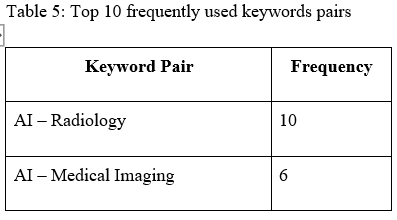 Table 5: Top 10 frequently used keywords pairs
Keyword Pair Frequency
AI – Radiology 10
AI – Medical Imaging 6